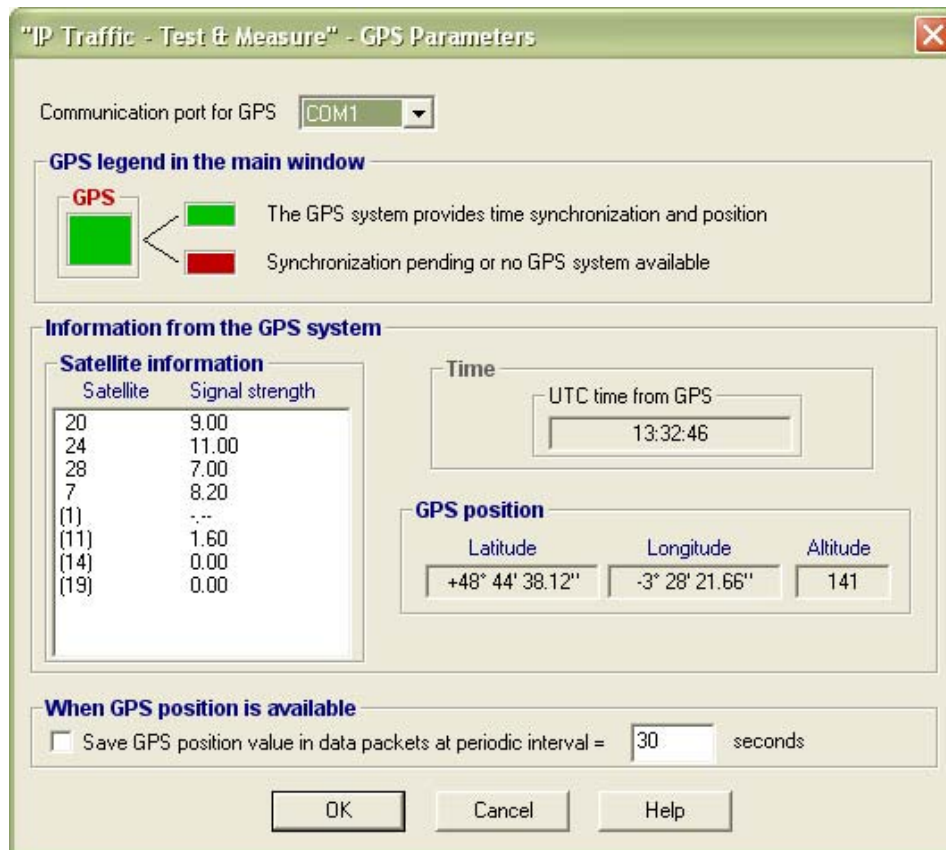 "IP Traffic - Test & Measure" - GPS Parameters
Communication port for GPS COM1
GPS legend in the main window
GPS
The GPS system provides time synchronization and position
Synchronization pending or no GPS system available
Information from the GPS system
Satellite information
Satellite Signal strength
20 9.00
24 11.00
28 7.00
7 8.20
(1) -.--
(11) 1.60
(14) 0.00
(19) 0.00
Time
UTC time from GPS
13:32:46
GPS position
Latitude Longitude Altitude
+48° 44' 38.12'' -3° 28' 21.66'' 141
When GPS position is available
Save GPS position value in data packets at periodic interval = 30 seconds
OK Cancel Help